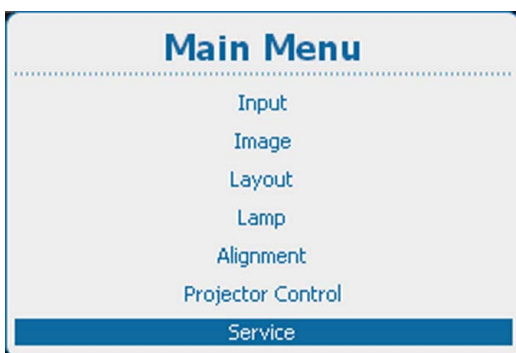 Main Menu
Input
Image
Layout
Lamp
Alignment
Projector Control
Service